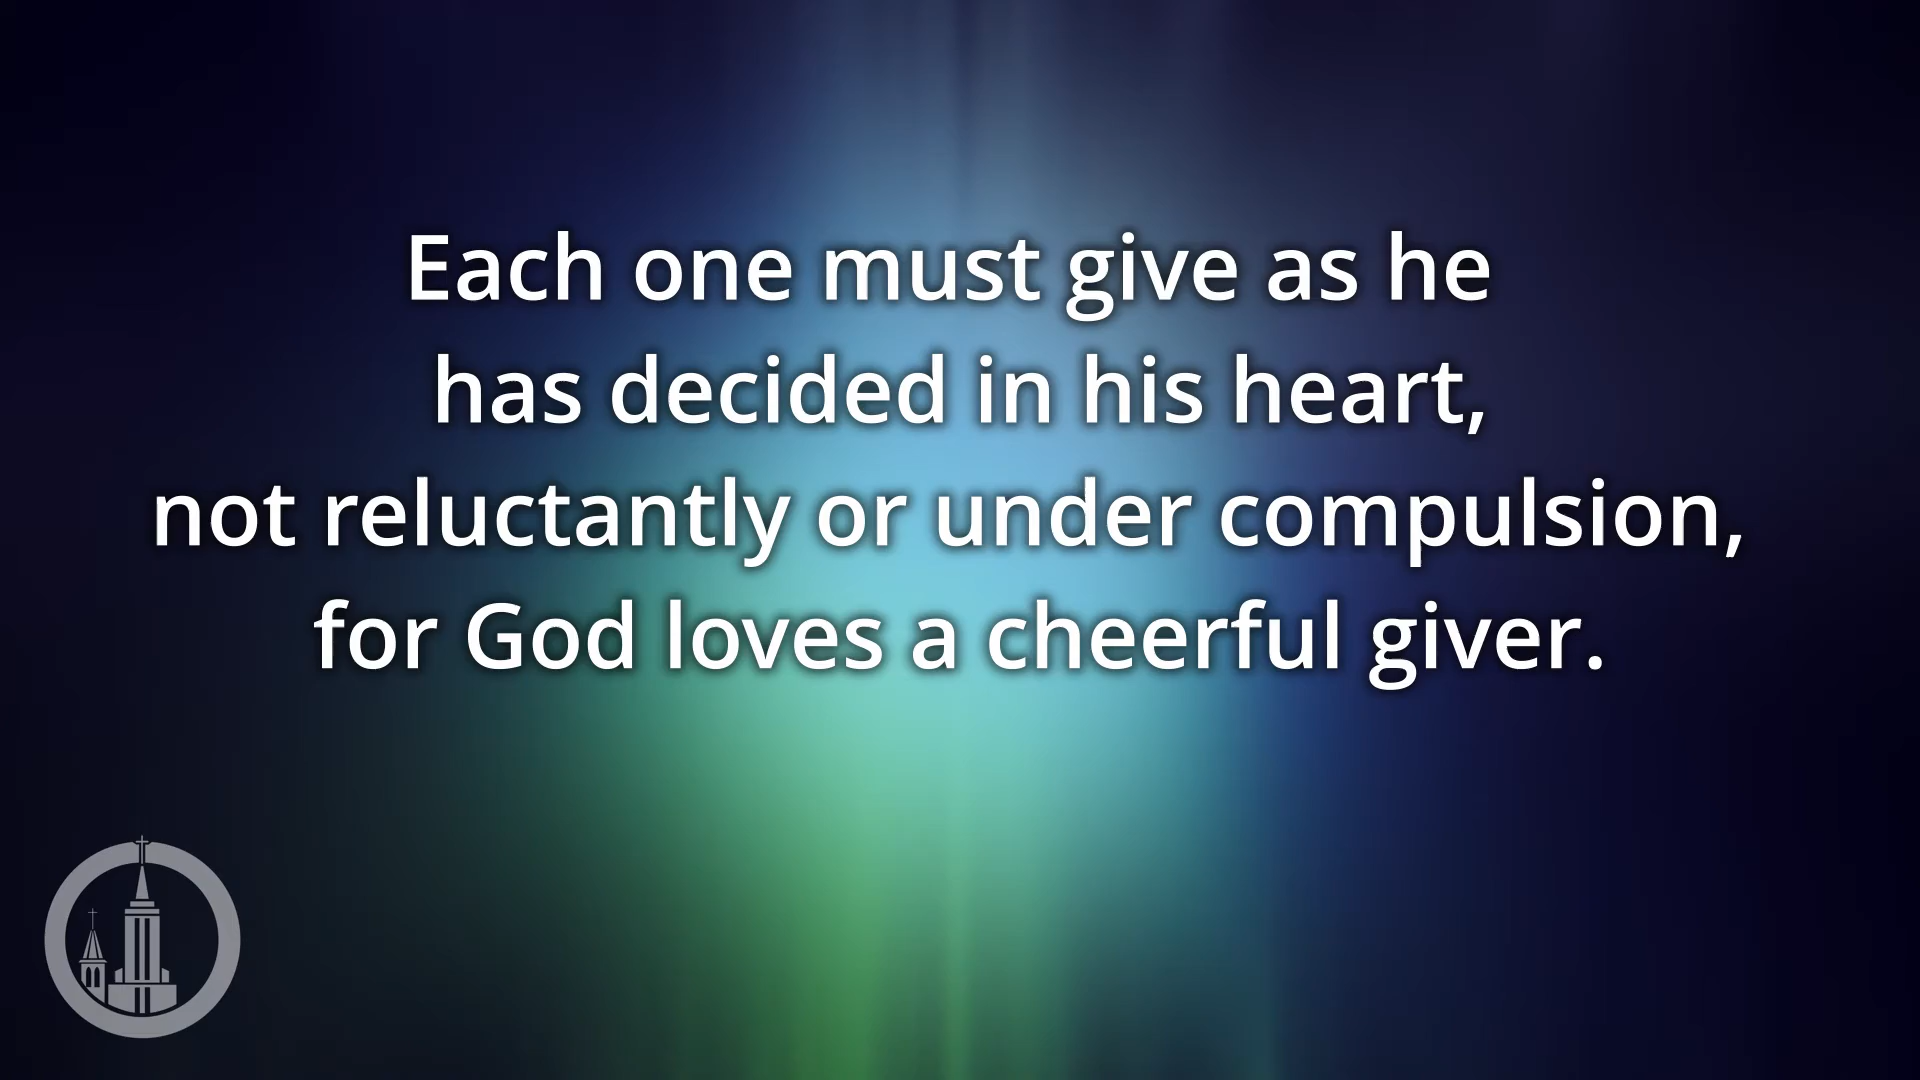 Each one must give as he
has decided in his heart,
not reluctantly or under compulsion,
for God loves a cheerful giver.